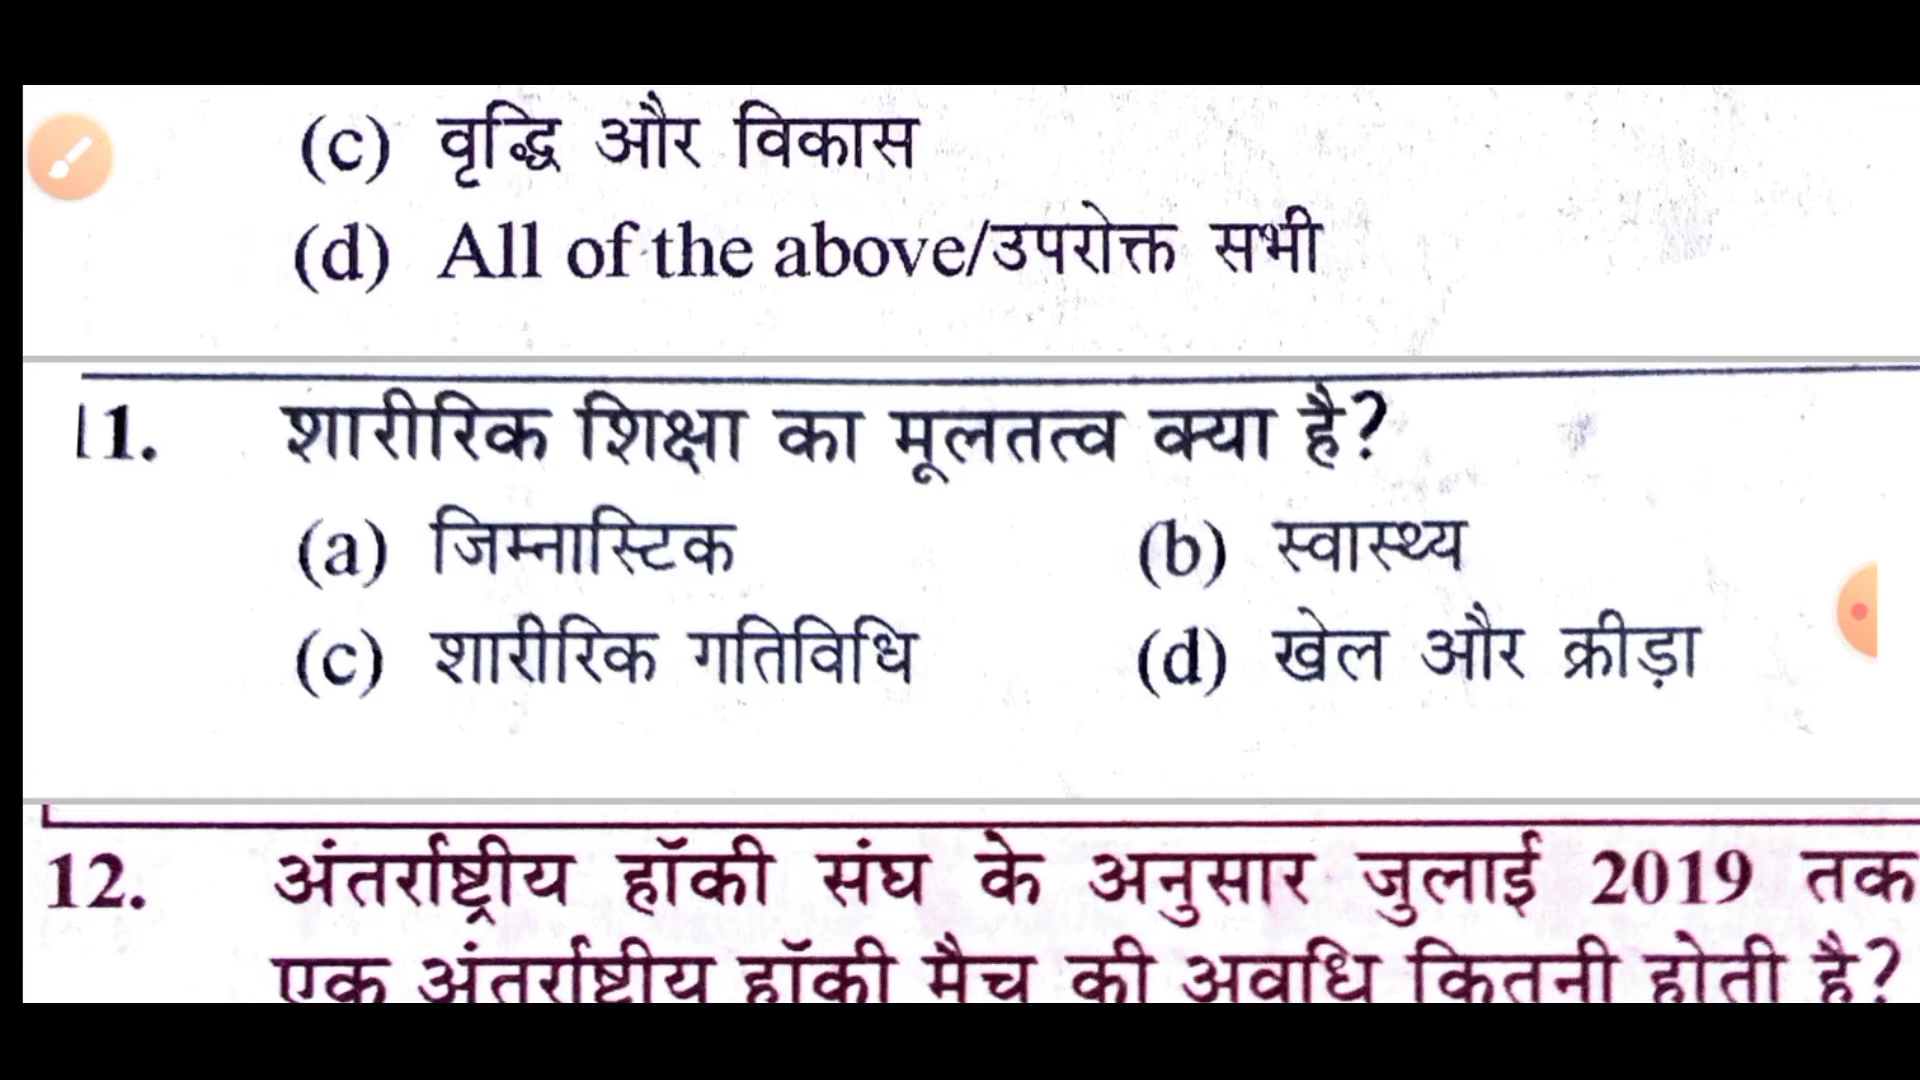 (c) वृद्धि और विकास
(d) All of the above/उपरोक्त सभी
11. शारीरिक शिक्षा का मूलतत्व क्या है?
(a) जिम्नास्टिक (b) स्वास्थ्य
(c) शारीरिक गतिविधि (d) खेल और क्रीड़ा
12. अंतर्राष्ट्रीय हॉकी संघ के अनुसार जुलाई 2019 तक
एक अंतर्राष्ट्रीय हॉकी मैच की अवधि कितनी होती है?